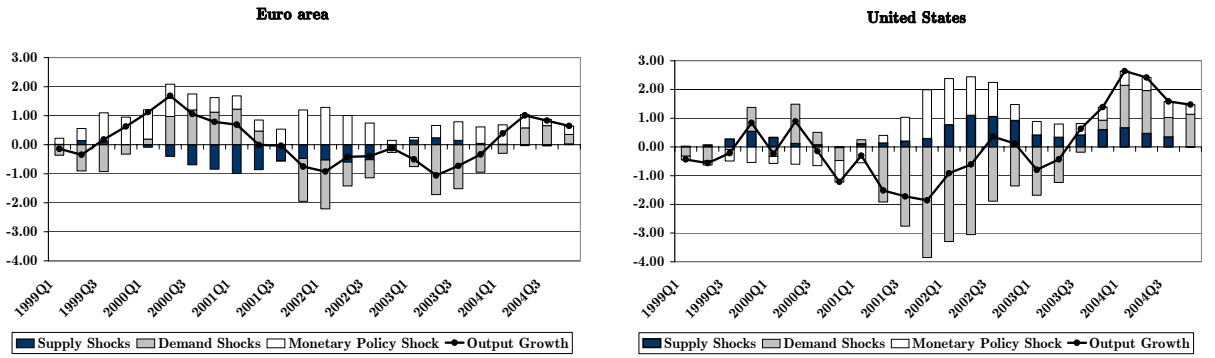 Euro area
3.00
2.00
1.00
0.00
-1.00
-2.00
-3.00
-4.00
1999Q1
1999Q3
2000Q1
2000Q3
2001Q1
2001Q3
2002Q1
2002Q3
2003Q1
2003Q3
2004Q1
2004Q3
Supply Shocks Demand Shocks Monetary Policy Shock Output Growth
United States
3.00
2.00
1.00
0.00
-1.00
-2.00
-3.00
-4.00
1999Q1
1999Q3
2000Q1
2000Q3
2001Q1
2001Q3
2002Q1
2002Q3
2003Q1
2003Q3
2004Q1
2004Q3
Supply Shocks Demand Shocks Monetary Policy Shock Output Growth